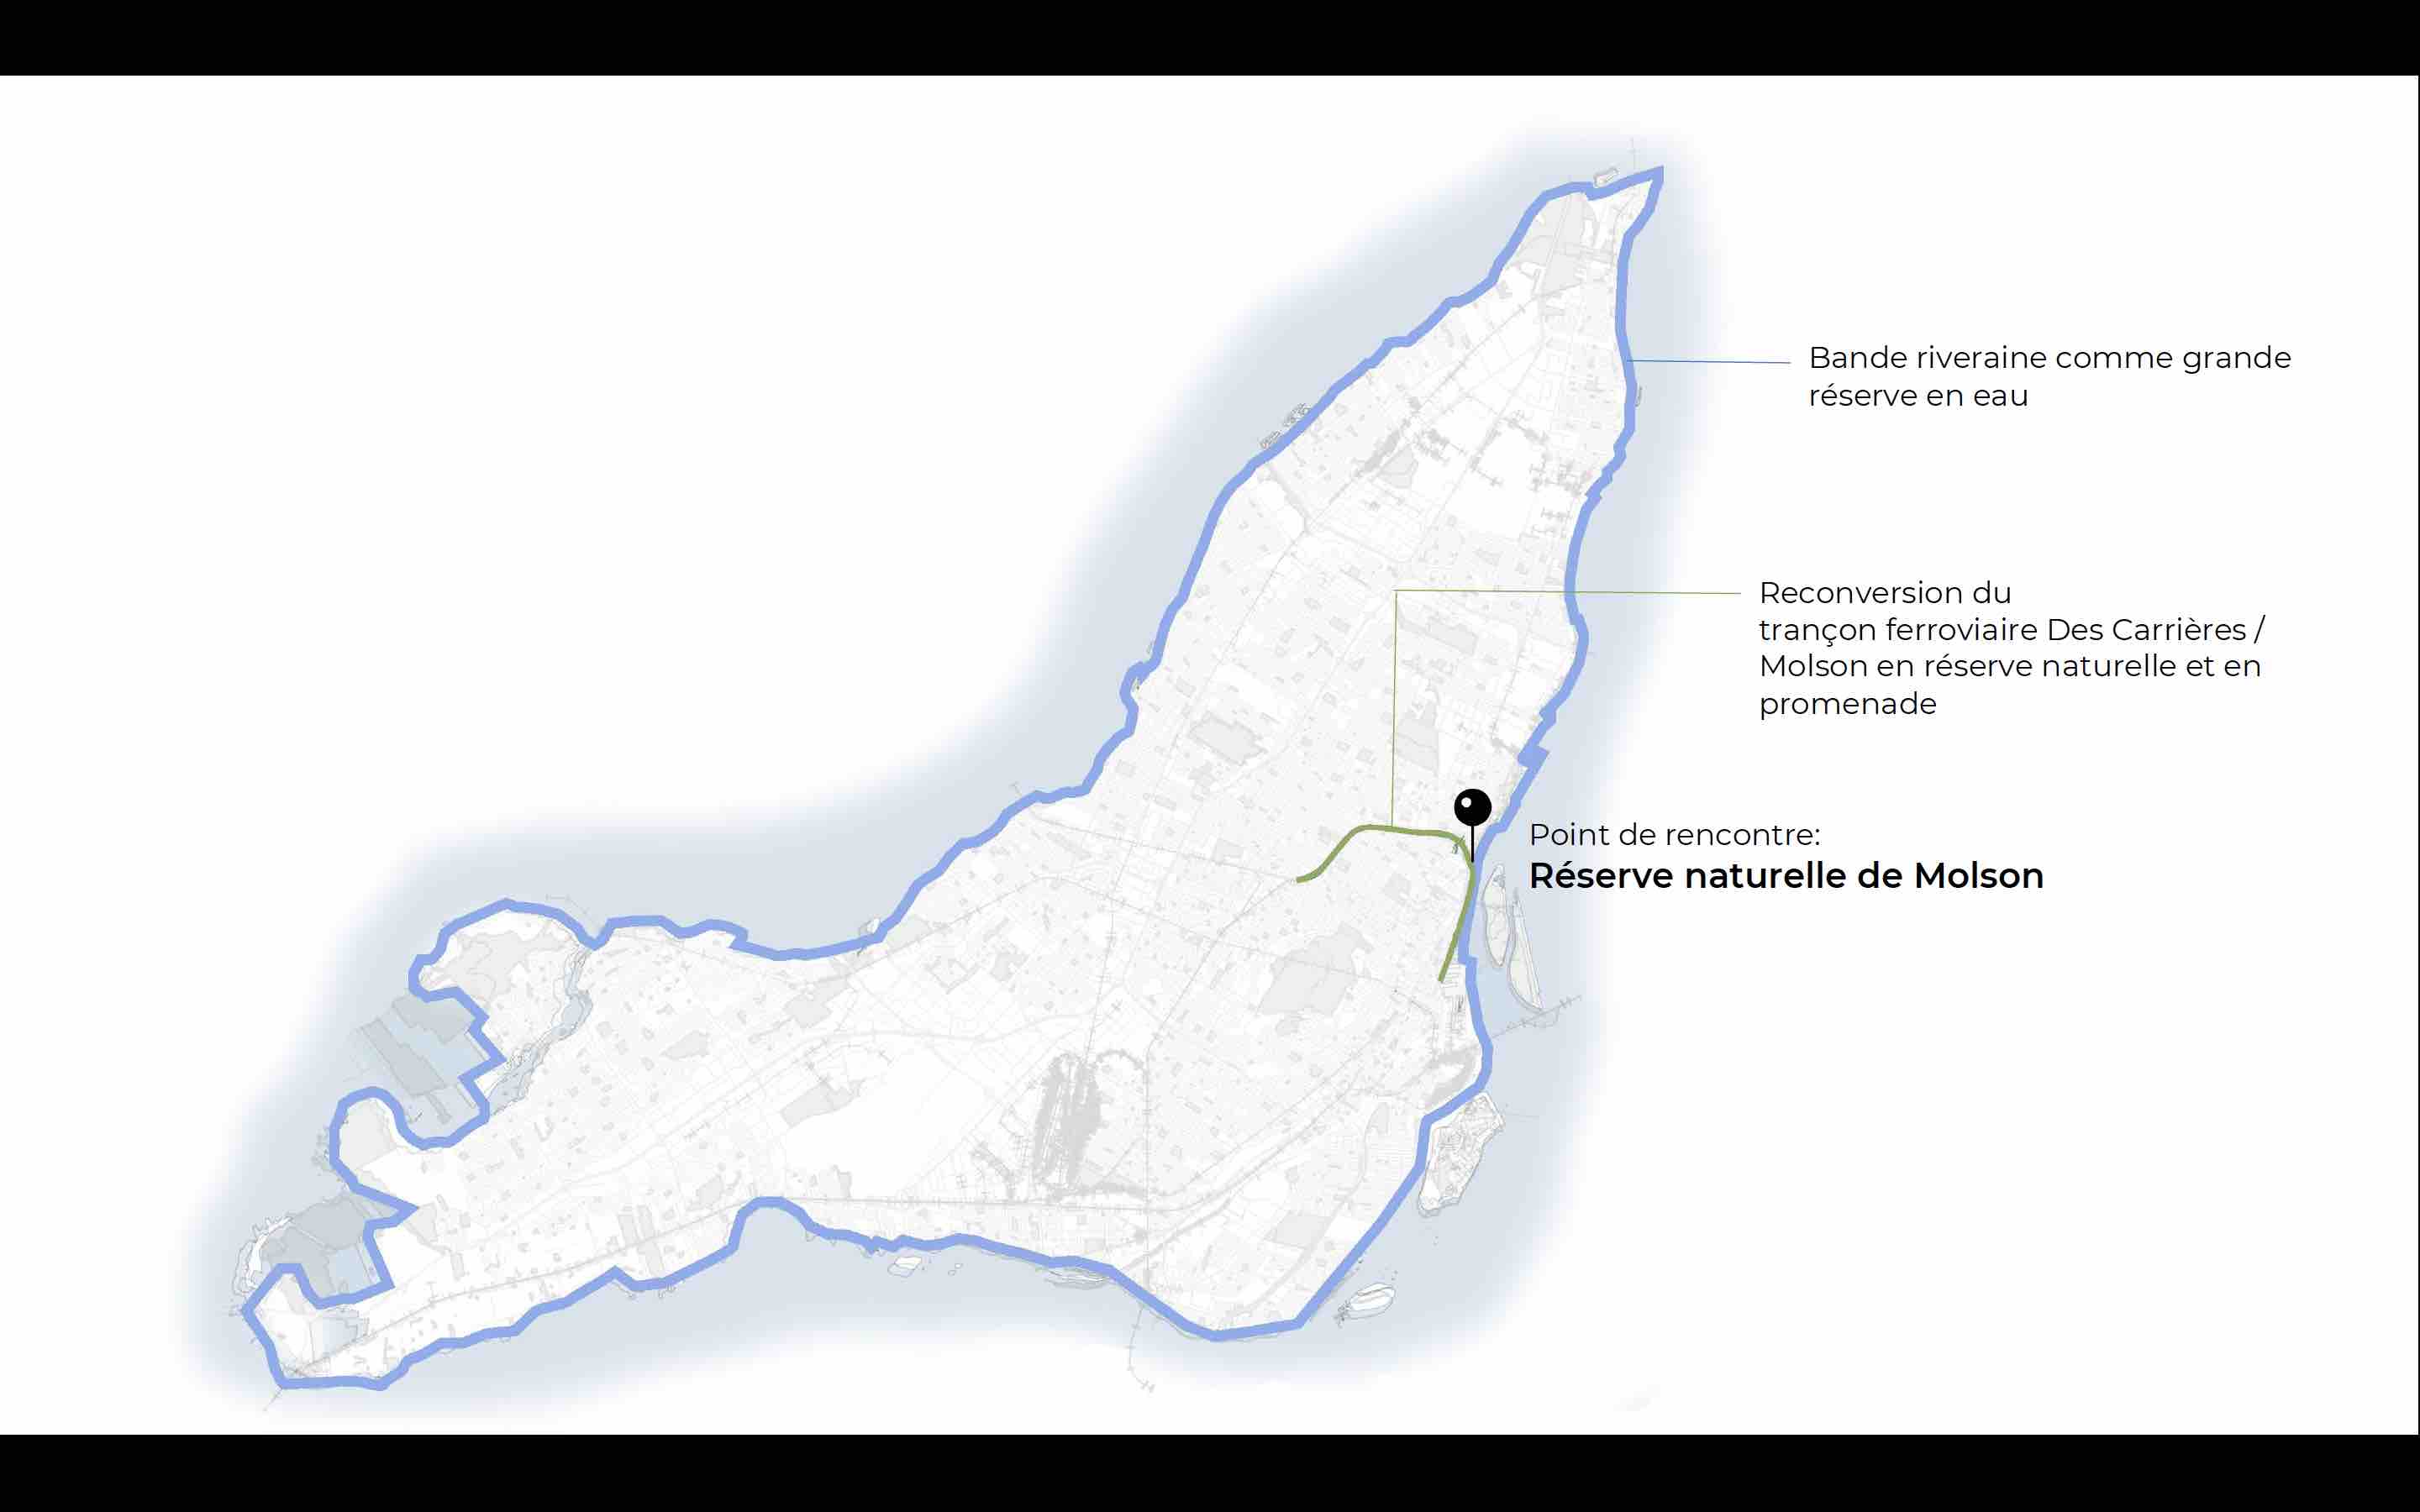 Bande riveraine comme grande
réserve en eau
Reconversion du
trançon ferroviaire Des Carrières /
Molson en réserve naturelle et en
promenade
Point de rencontre:
Réserve naturelle de Molson